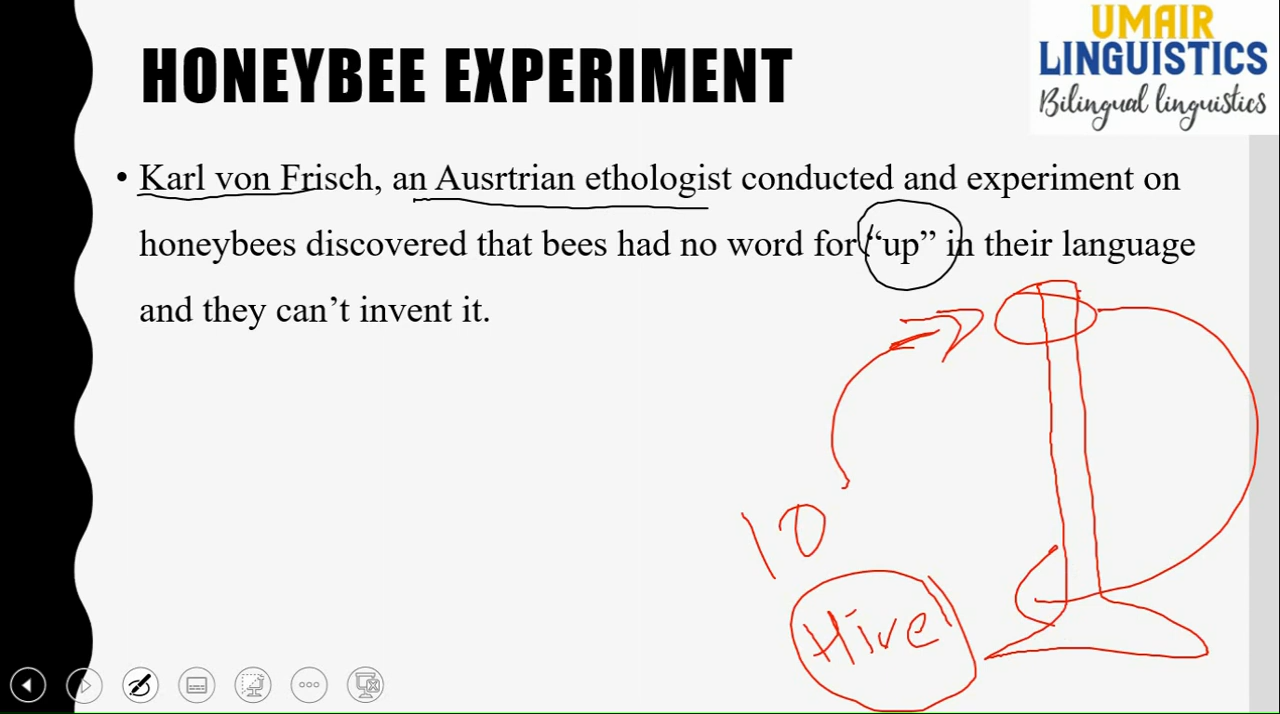 HONEYBEE EXPERIMENT
UMAIR
LINGUISTICS
Bilingual linguistics
• Karl von Frisch, an Ausrtrian ethologist conducted and experiment on
honeybees discovered that bees had no word for “up” in their language
and they can’t invent it.
10
Hive